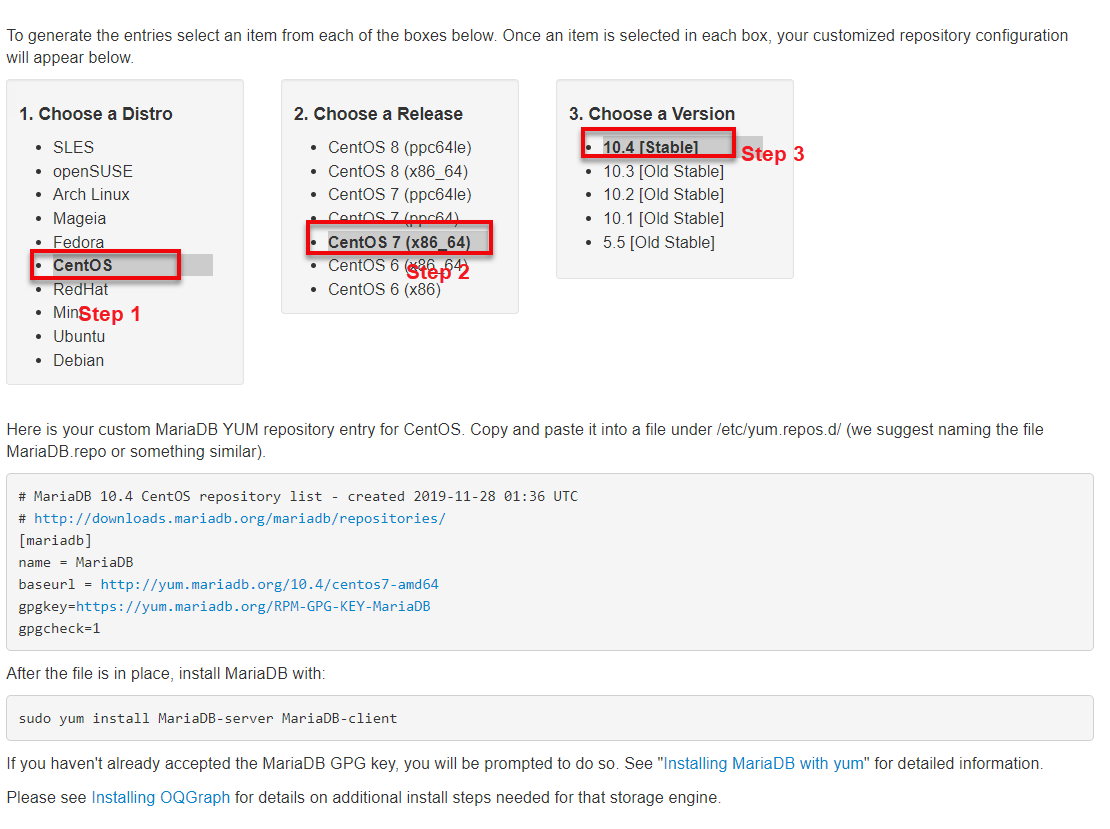 To generate the entries select an item from each of the boxes below. Once an item is selected in each box, your customized repository configuration
will appear below.
1. Choose a Distro
SLES
openSUSE
Arch Linux
Mageia
Fedora
CentOS
RedHat
Min
Step 1
Ubuntu
Debian
2. Choose a Release
CentOS 8 (ppc64le)
CentOS 8 (x86_64)
CentOS 7 (ppc64le)
CentOS 7 (ppc64)
CentOS 7 (x86_64)
CentOS 6 (x86_64)
Step 2
CentOS 6 (x86)
3. Choose a Version
10.4 [Stable]
Step 3
10.3 [Old Stable]
10.2 [Old Stable]
10.1 [Old Stable]
5.5 [Old Stable]
Here is your custom MariaDB YUM repository entry for CentOS. Copy and paste it into a file under /etc/yum.repos.d/ (we suggest naming the file
MariaDB.repo or something similar).
# MariaDB 10.4 CentOS repository list - created 2019-11-28 01:36 UTC
# http://downloads.mariadb.org/mariadb/repositories/
[mariadb]
name = MariaDB
baseurl = http://yum.mariadb.org/10.4/centos7-amd64
gpgkey=https://yum.mariadb.org/RPM-GPG-KEY-MariaDB
gpgcheck=1
After the file is in place, install MariaDB with:
sudo yum install MariaDB-server MariaDB-client
If you haven't already accepted the MariaDB GPG key, you will be prompted to do so. See "Installing MariaDB with yum" for detailed information.
Please see Installing OQGraph for details on additional install steps needed for that storage engine.